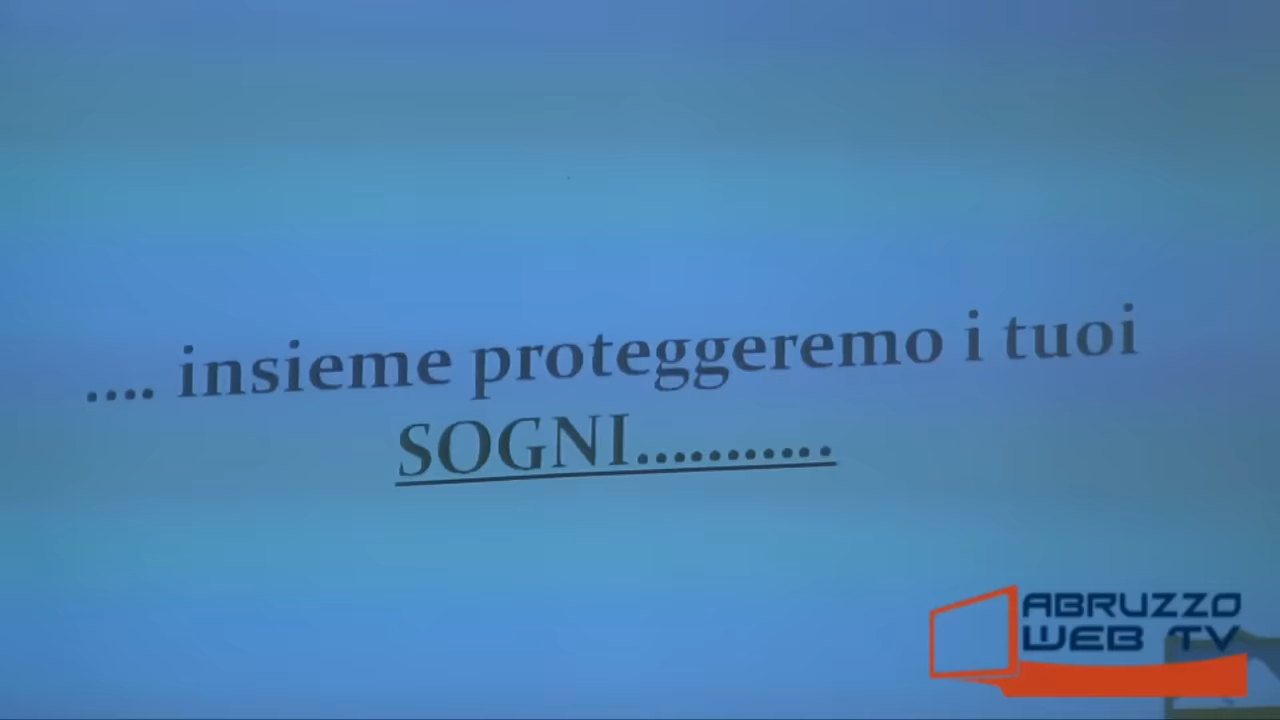 .... insieme proteggeremo i tuoi
SOGNI...........
ABRUZZO
WEB TV